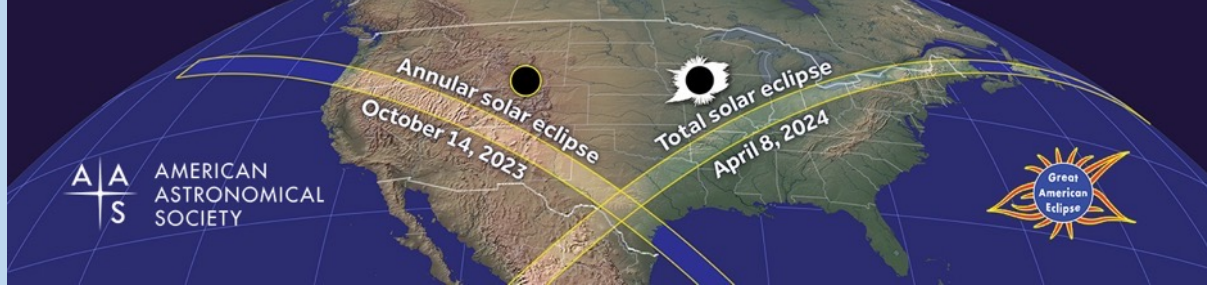 Annular solar eclipse
October 14, 2023
Total solar eclipse
April 8, 2024
A A
S
AMERICAN
ASTRONOMICAL
SOCIETY
Great
American
Eclipse